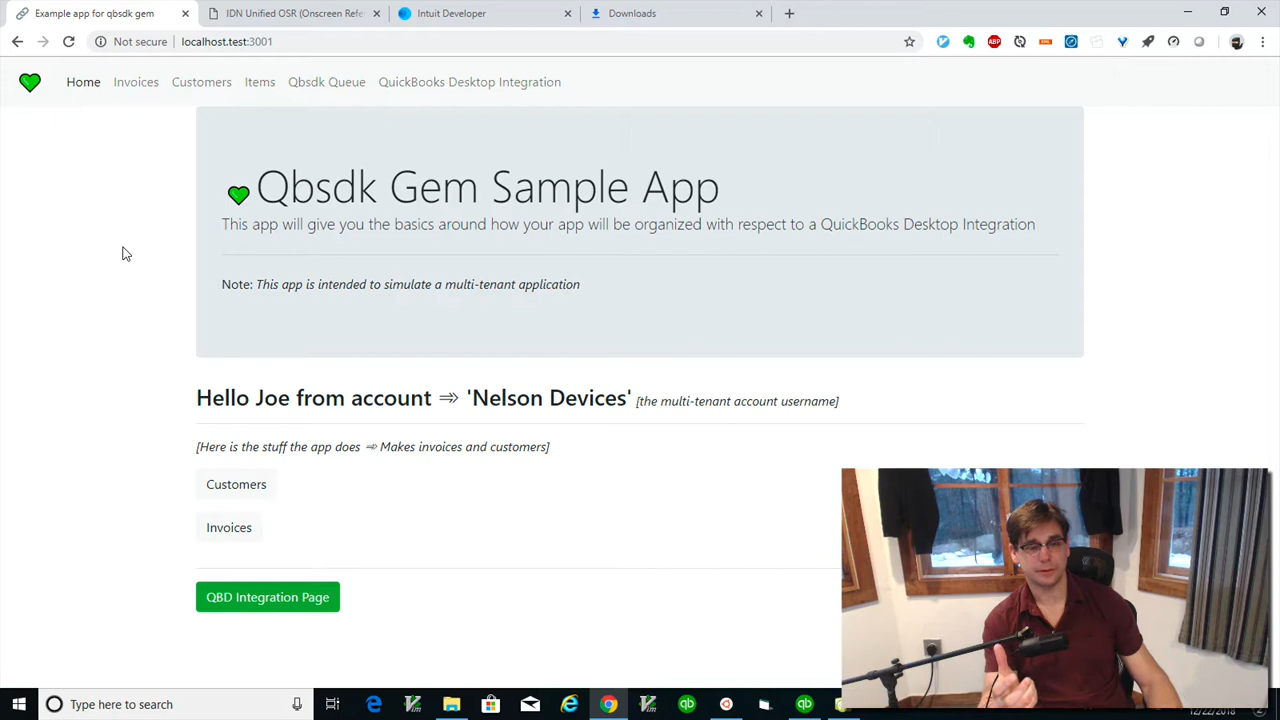 Example app for qbsdk gem
IDN Unified OSR (Onscreen Refe
Intuit Developer
Downloads
Not secure
localhost.test:3001
Home
Invoices
Customers
Items
Qbsdk Queue
QuickBooks Desktop Integration
Qbsdk Gem Sample App
This app will give you the basics around how your app will be organized with respect to a QuickBooks Desktop Integration
Note: This app is intended to simulate a multi-tenant application
Hello Joe from account ⇒ 'Nelson Devices' [the multi-tenant account username]
[Here is the stuff the app does ⇒ Makes invoices and customers]
Customers
Invoices
QBD Integration Page
Type here to search
12/22/2018